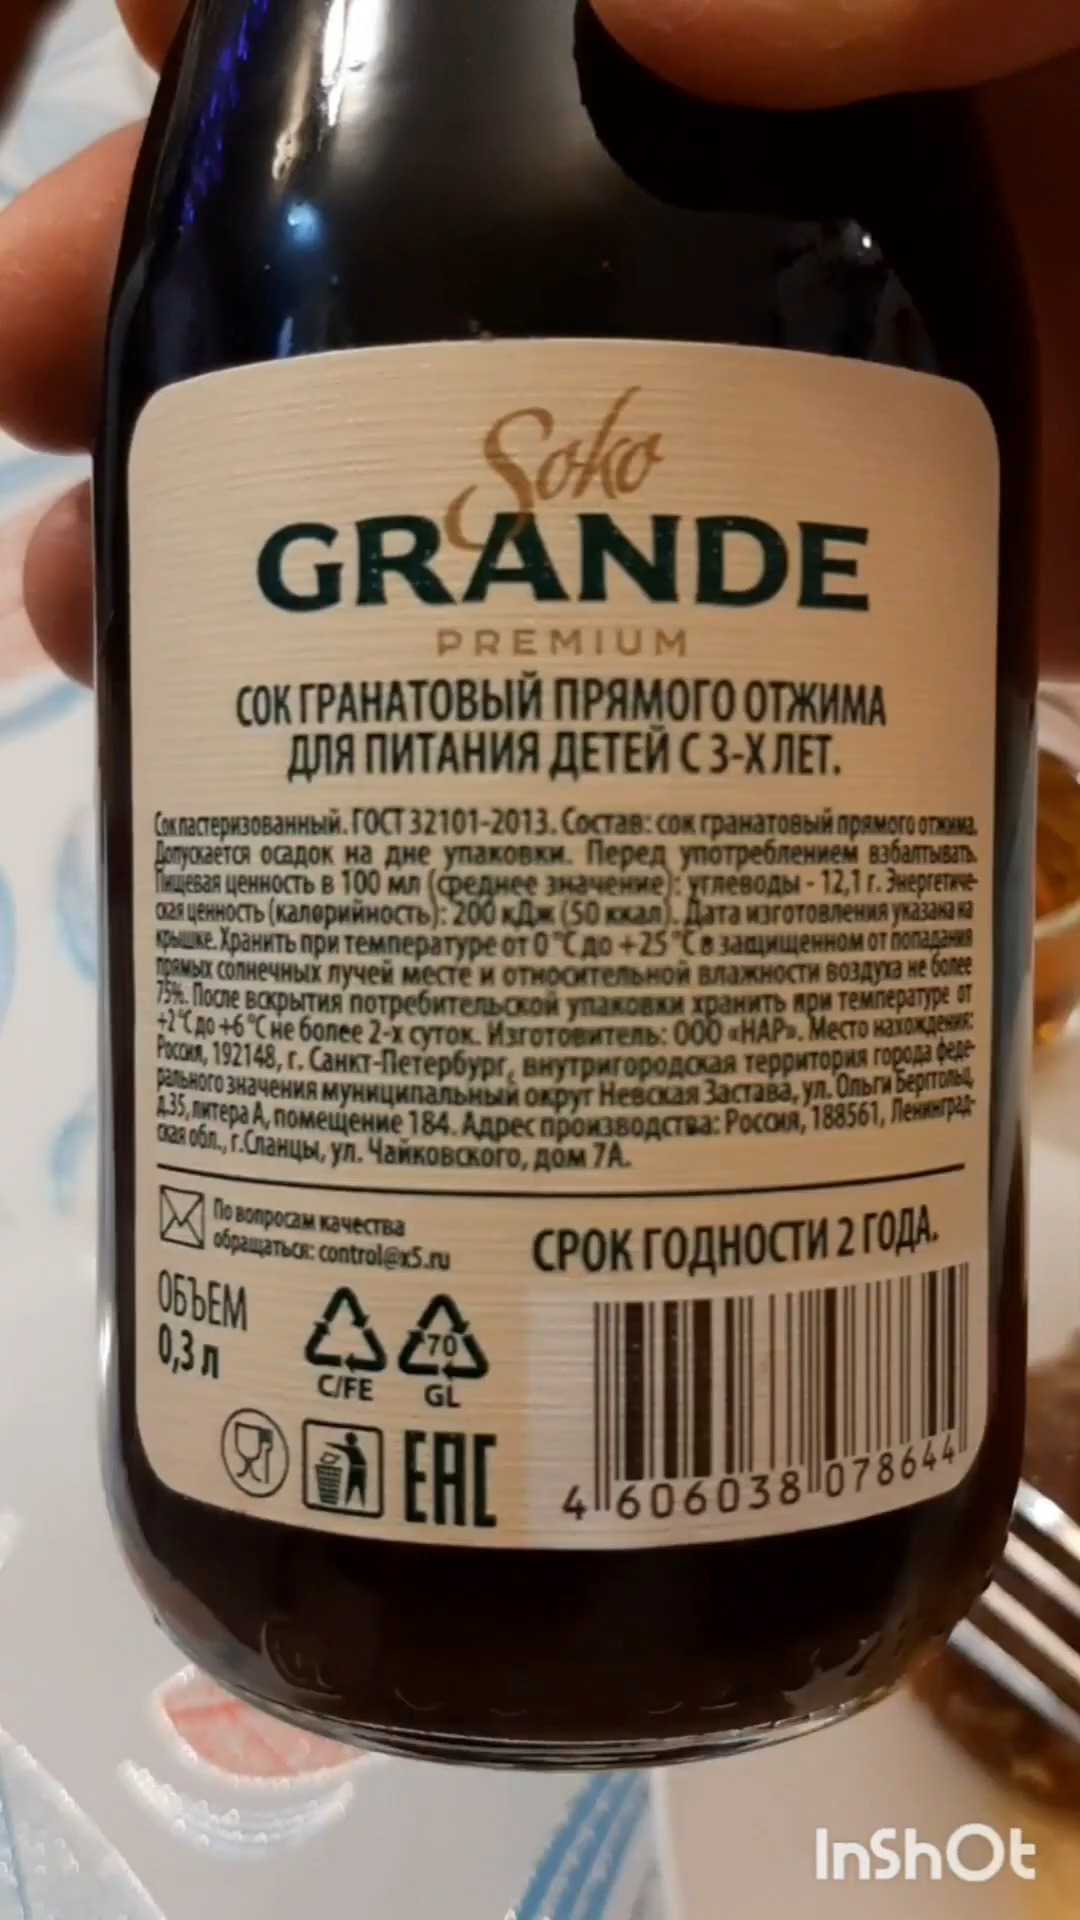 Soko
GRANDE
PREMIUM
СОК ГРАНАТОВЫЙ ПРЯМОГО ОТЖИМА
ДЛЯ ПИТАНИЯ ДЕТЕЙ С 3-Х ЛЕТ.
Сок пастеризованный. ГОСТ 32101-2013. Состав: сок гранатовый прямого отжима.
Допускается осадок на дне упаковки. Перед употреблением взбалтывать.
Пищевая ценность в 100 мл (среднее значение): углеводы - 12,1 г. Энергетиче-
ская ценность (калорийность): 200 кДж (50 ккал). Дата изготовления указана на
крышке. Хранить при температуре от 0 °С до +25 °С в защищенном от попадания
прямых солнечных лучей месте и относительной влажности воздуха не более
75%. После вскрытия потребительской упаковки хранить при температуре от
+2 °С до +6 °С не более 2-х суток. Изготовитель: ООО «НАР». Место нахождения:
Россия, 192148, г. Санкт-Петербург, внутригородская территория города феде-
рального значения муниципальный округ Невская Застава, ул. Ольги Берггольц,
д.35, литера А, помещение 184. Адрес производства: Россия, 188561, Ленинград-
ская обл., г.Сланцы, ул. Чайковского, дом 7А.
По вопросам качества
обращаться: control@x5.ru
СРОК ГОДНОСТИ 2 ГОДА.
ОБЪЕМ
0,3 л
C/FE
70
GL
EAC
4 606038 078644
InShOt